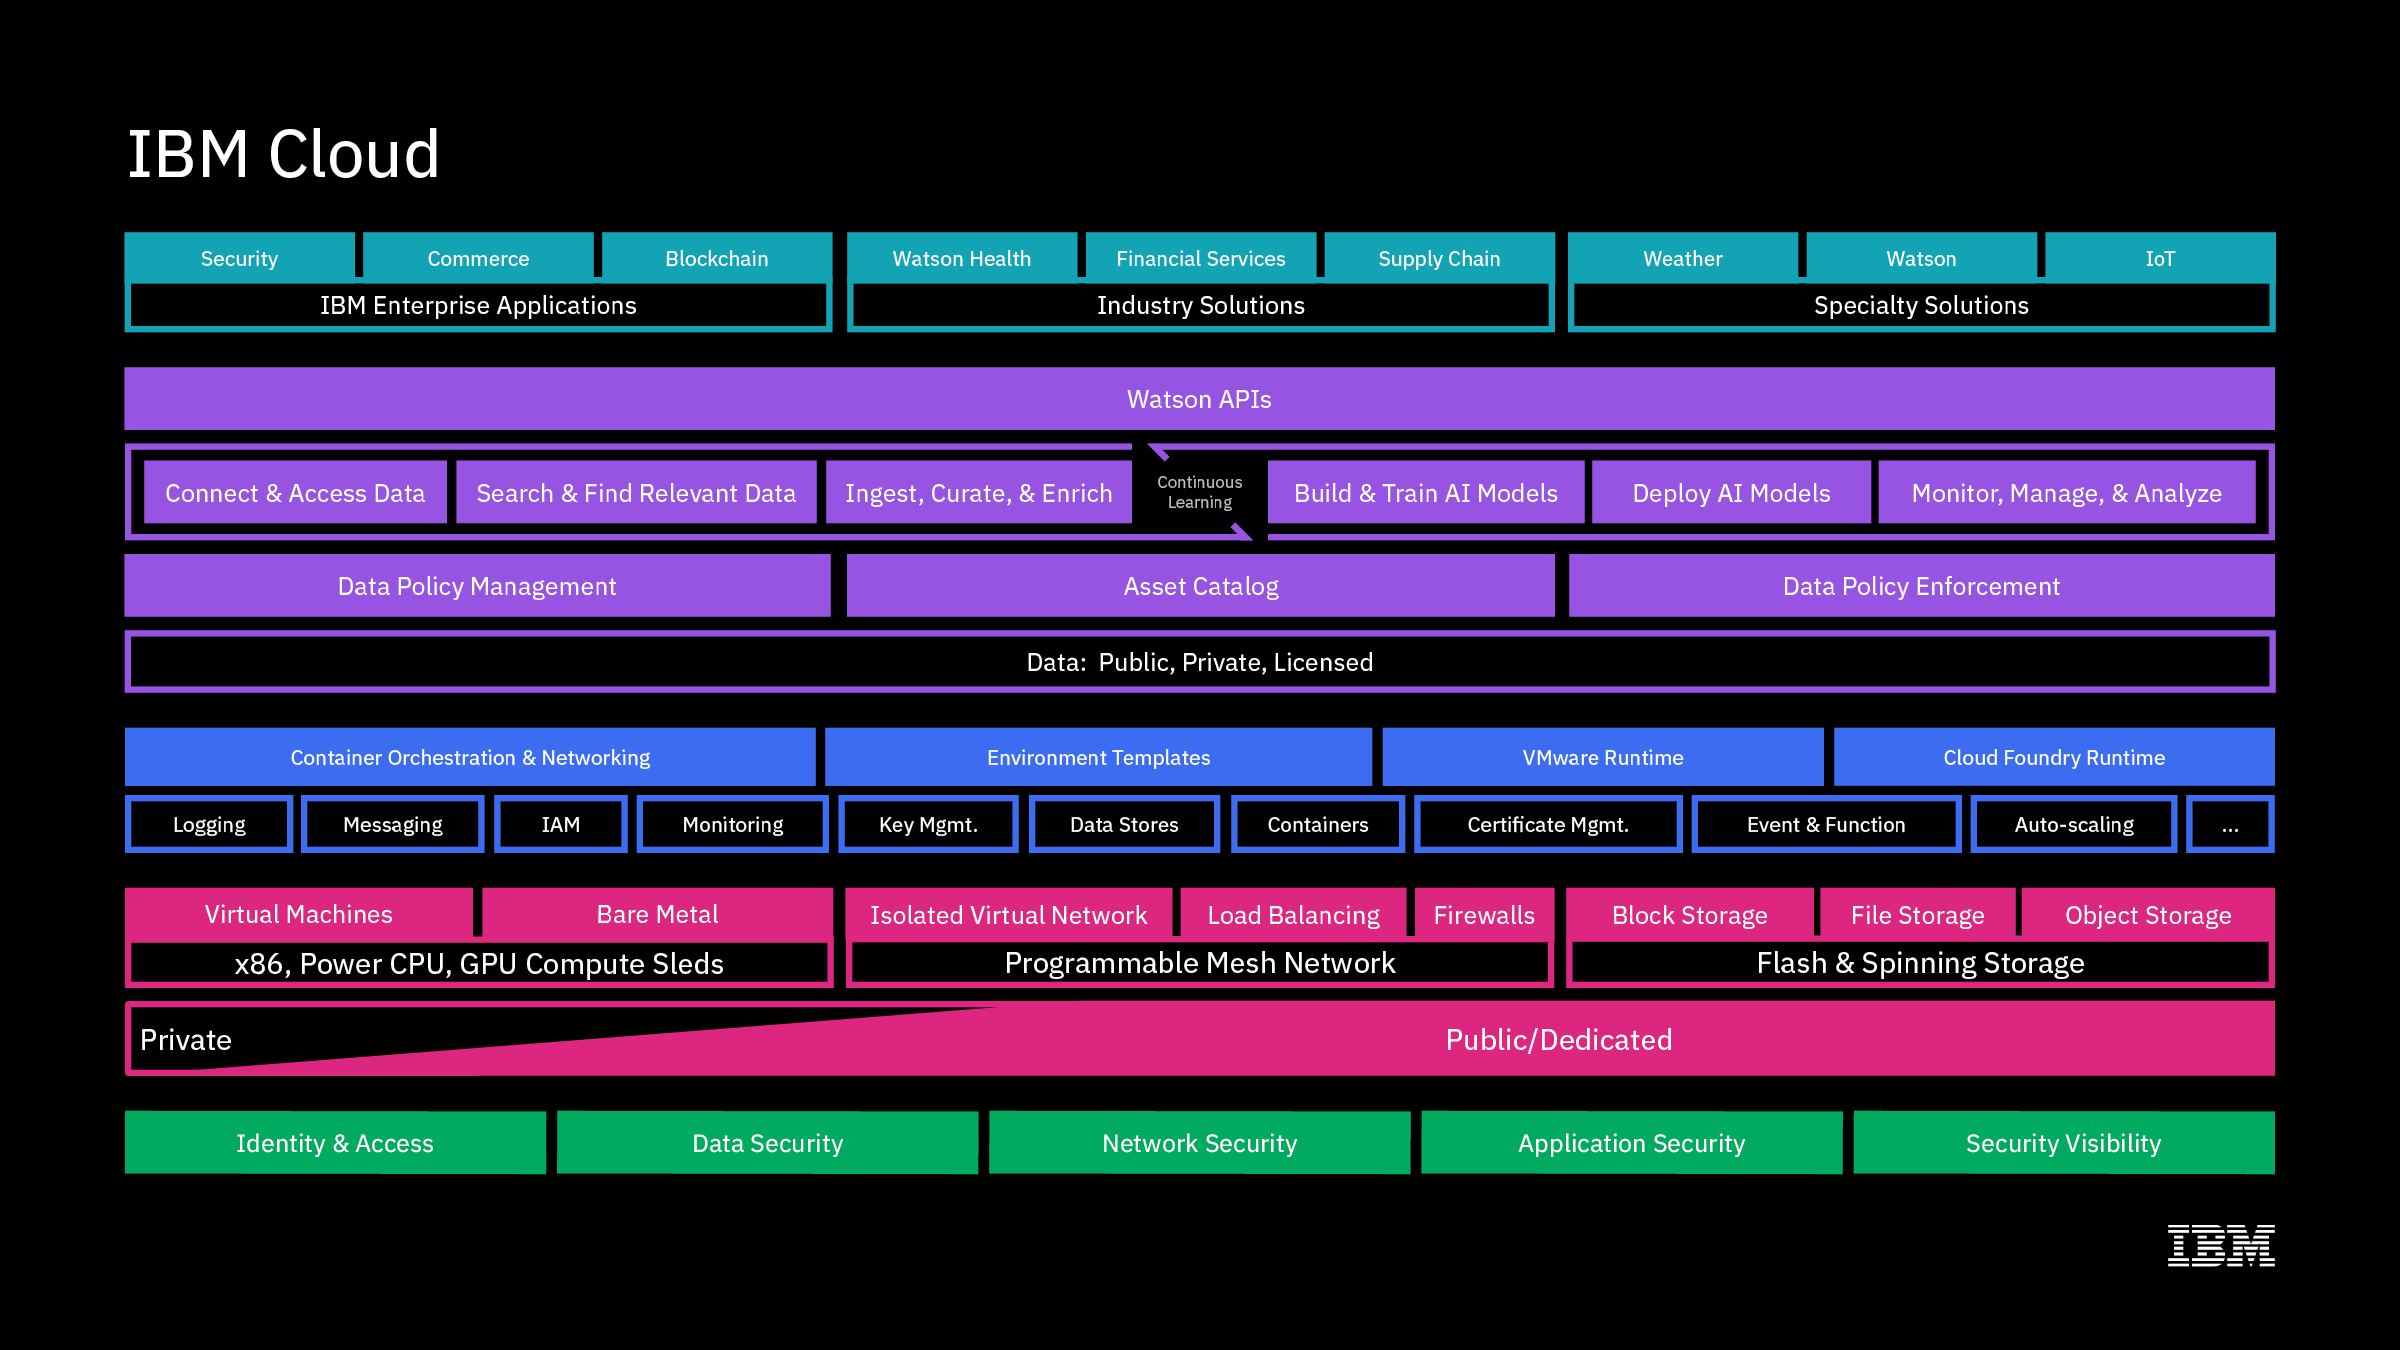 IBM Cloud
Security
Commerce
Blockchain
Watson Health
Financial Services
Supply Chain
Weather
Watson
IoT
IBM Enterprise Applications
Industry Solutions
Specialty Solutions
Watson APIs
Connect & Access Data
Search & Find Relevant Data
Ingest, Curate, & Enrich
Continuous
Learning
Build & Train AI Models
Deploy AI Models
Monitor, Manage, & Analyze
Data Policy Management
Asset Catalog
Data Policy Enforcement
Data: Public, Private, Licensed
Container Orchestration & Networking
Environment Templates
VMware Runtime
Cloud Foundry Runtime
Logging
Messaging
IAM
Monitoring
Key Mgmt.
Data Stores
Containers
Certificate Mgmt.
Event & Function
Auto-scaling
...
Virtual Machines
Bare Metal
Isolated Virtual Network
Load Balancing
Firewalls
Block Storage
File Storage
Object Storage
x86, Power CPU, GPU Compute Sleds
Programmable Mesh Network
Flash & Spinning Storage
Private
Public/Dedicated
Identity & Access
Data Security
Network Security
Application Security
Security Visibility
IBM